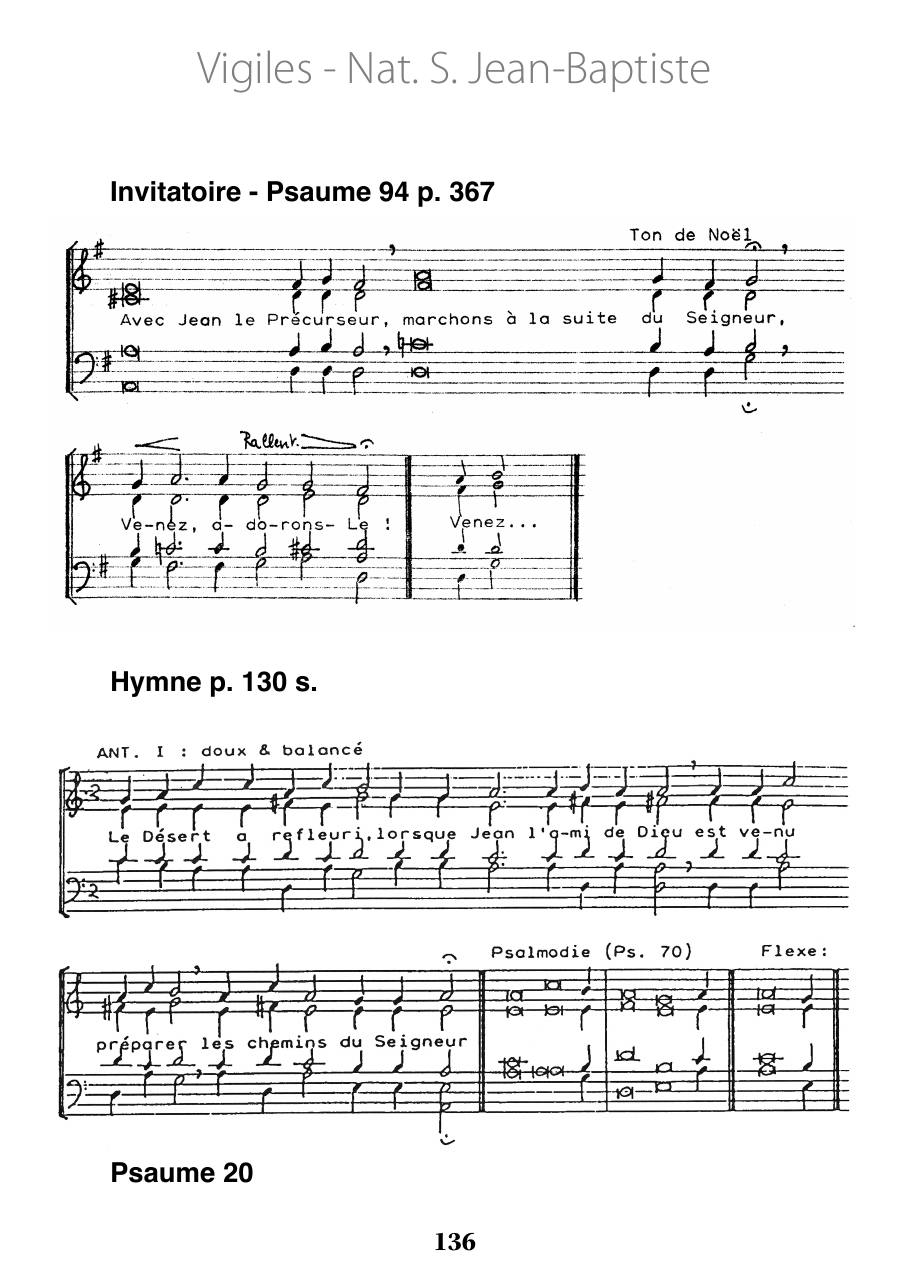 Vigiles - Nat. S. Jean-Baptiste
Invitatoire - Psaume 94 p. 367
Ton de Noël
Avec Jean le Précurseur, marchons à la suite du Seigneur,
Rallent.
Ve-nez, a- do-rons- Le ! Venez...
Hymne p. 130 s.
ANT. I : doux & balancé
Le Désert a refleuri,lorsque Jean l'a-mi de Dieu est ve-nu
Psalmodie (Ps. 70) Flexe:
préparer les chemins du Seigneur
Psaume 20
136